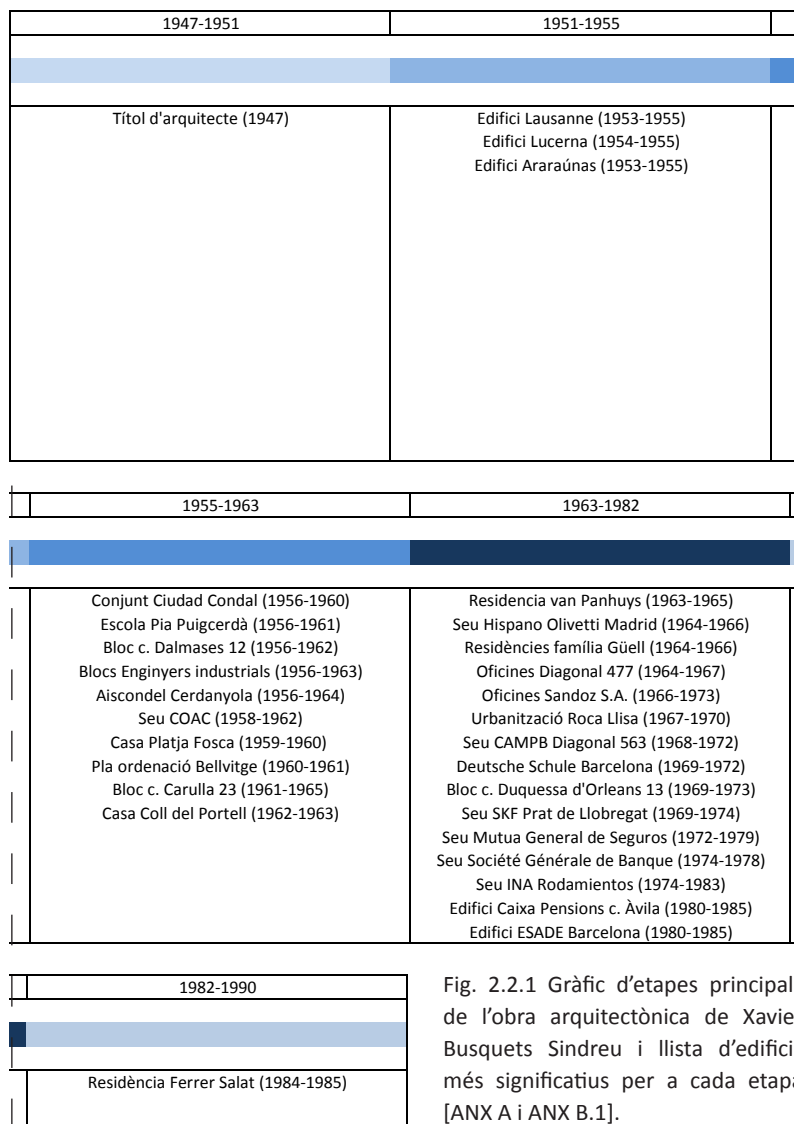 1947-1951
1951-1955
Títol d'arquitecte (1947)
Edifici Lausanne (1953-1955)
Edifici Lucerna (1954-1955)
Edifici Araraúnas (1953-1955)
1955-1963
1963-1982
Conjunt Ciudad Condal (1956-1960)
Escola Pia Puigcerdà (1956-1961)
Bloc c. Dalmases 12 (1956-1962)
Blocs Enginyers industrials (1956-1963)
Aiscondel Cerdanyola (1956-1964)
Seu COAC (1958-1962)
Casa Platja Fosca (1959-1960)
Pla ordenació Bellvitge (1960-1961)
Bloc c. Carulla 23 (1961-1965)
Casa Coll del Portell (1962-1963)
Residencia van Panhuys (1963-1965)
Seu Hispano Olivetti Madrid (1964-1966)
Residències família Güell (1964-1966)
Oficines Diagonal 477 (1964-1967)
Oficines Sandoz S.A. (1966-1973)
Urbanització Roca Llisa (1967-1970)
Seu CAMPB Diagonal 563 (1968-1972)
Deutsche Schule Barcelona (1969-1972)
Bloc c. Duquessa d'Orleans 13 (1969-1973)
Seu SKF Prat de Llobregat (1969-1974)
Seu Mutua General de Seguros (1972-1979)
Seu Société Générale de Banque (1974-1978)
Seu INA Rodamientos (1974-1983)
Edifici Caixa Pensions c. Àvila (1980-1985)
Edifici ESADE Barcelona (1980-1985)
1982-1990
Residència Ferrer Salat (1984-1985)
Fig. 2.2.1 Gràfic d’etapes principal
de l’obra arquitectònica de Xavie
Busquets Sindreu i llista d’edifici
més significatius per a cada etapa
[ANX A i ANX B.1].